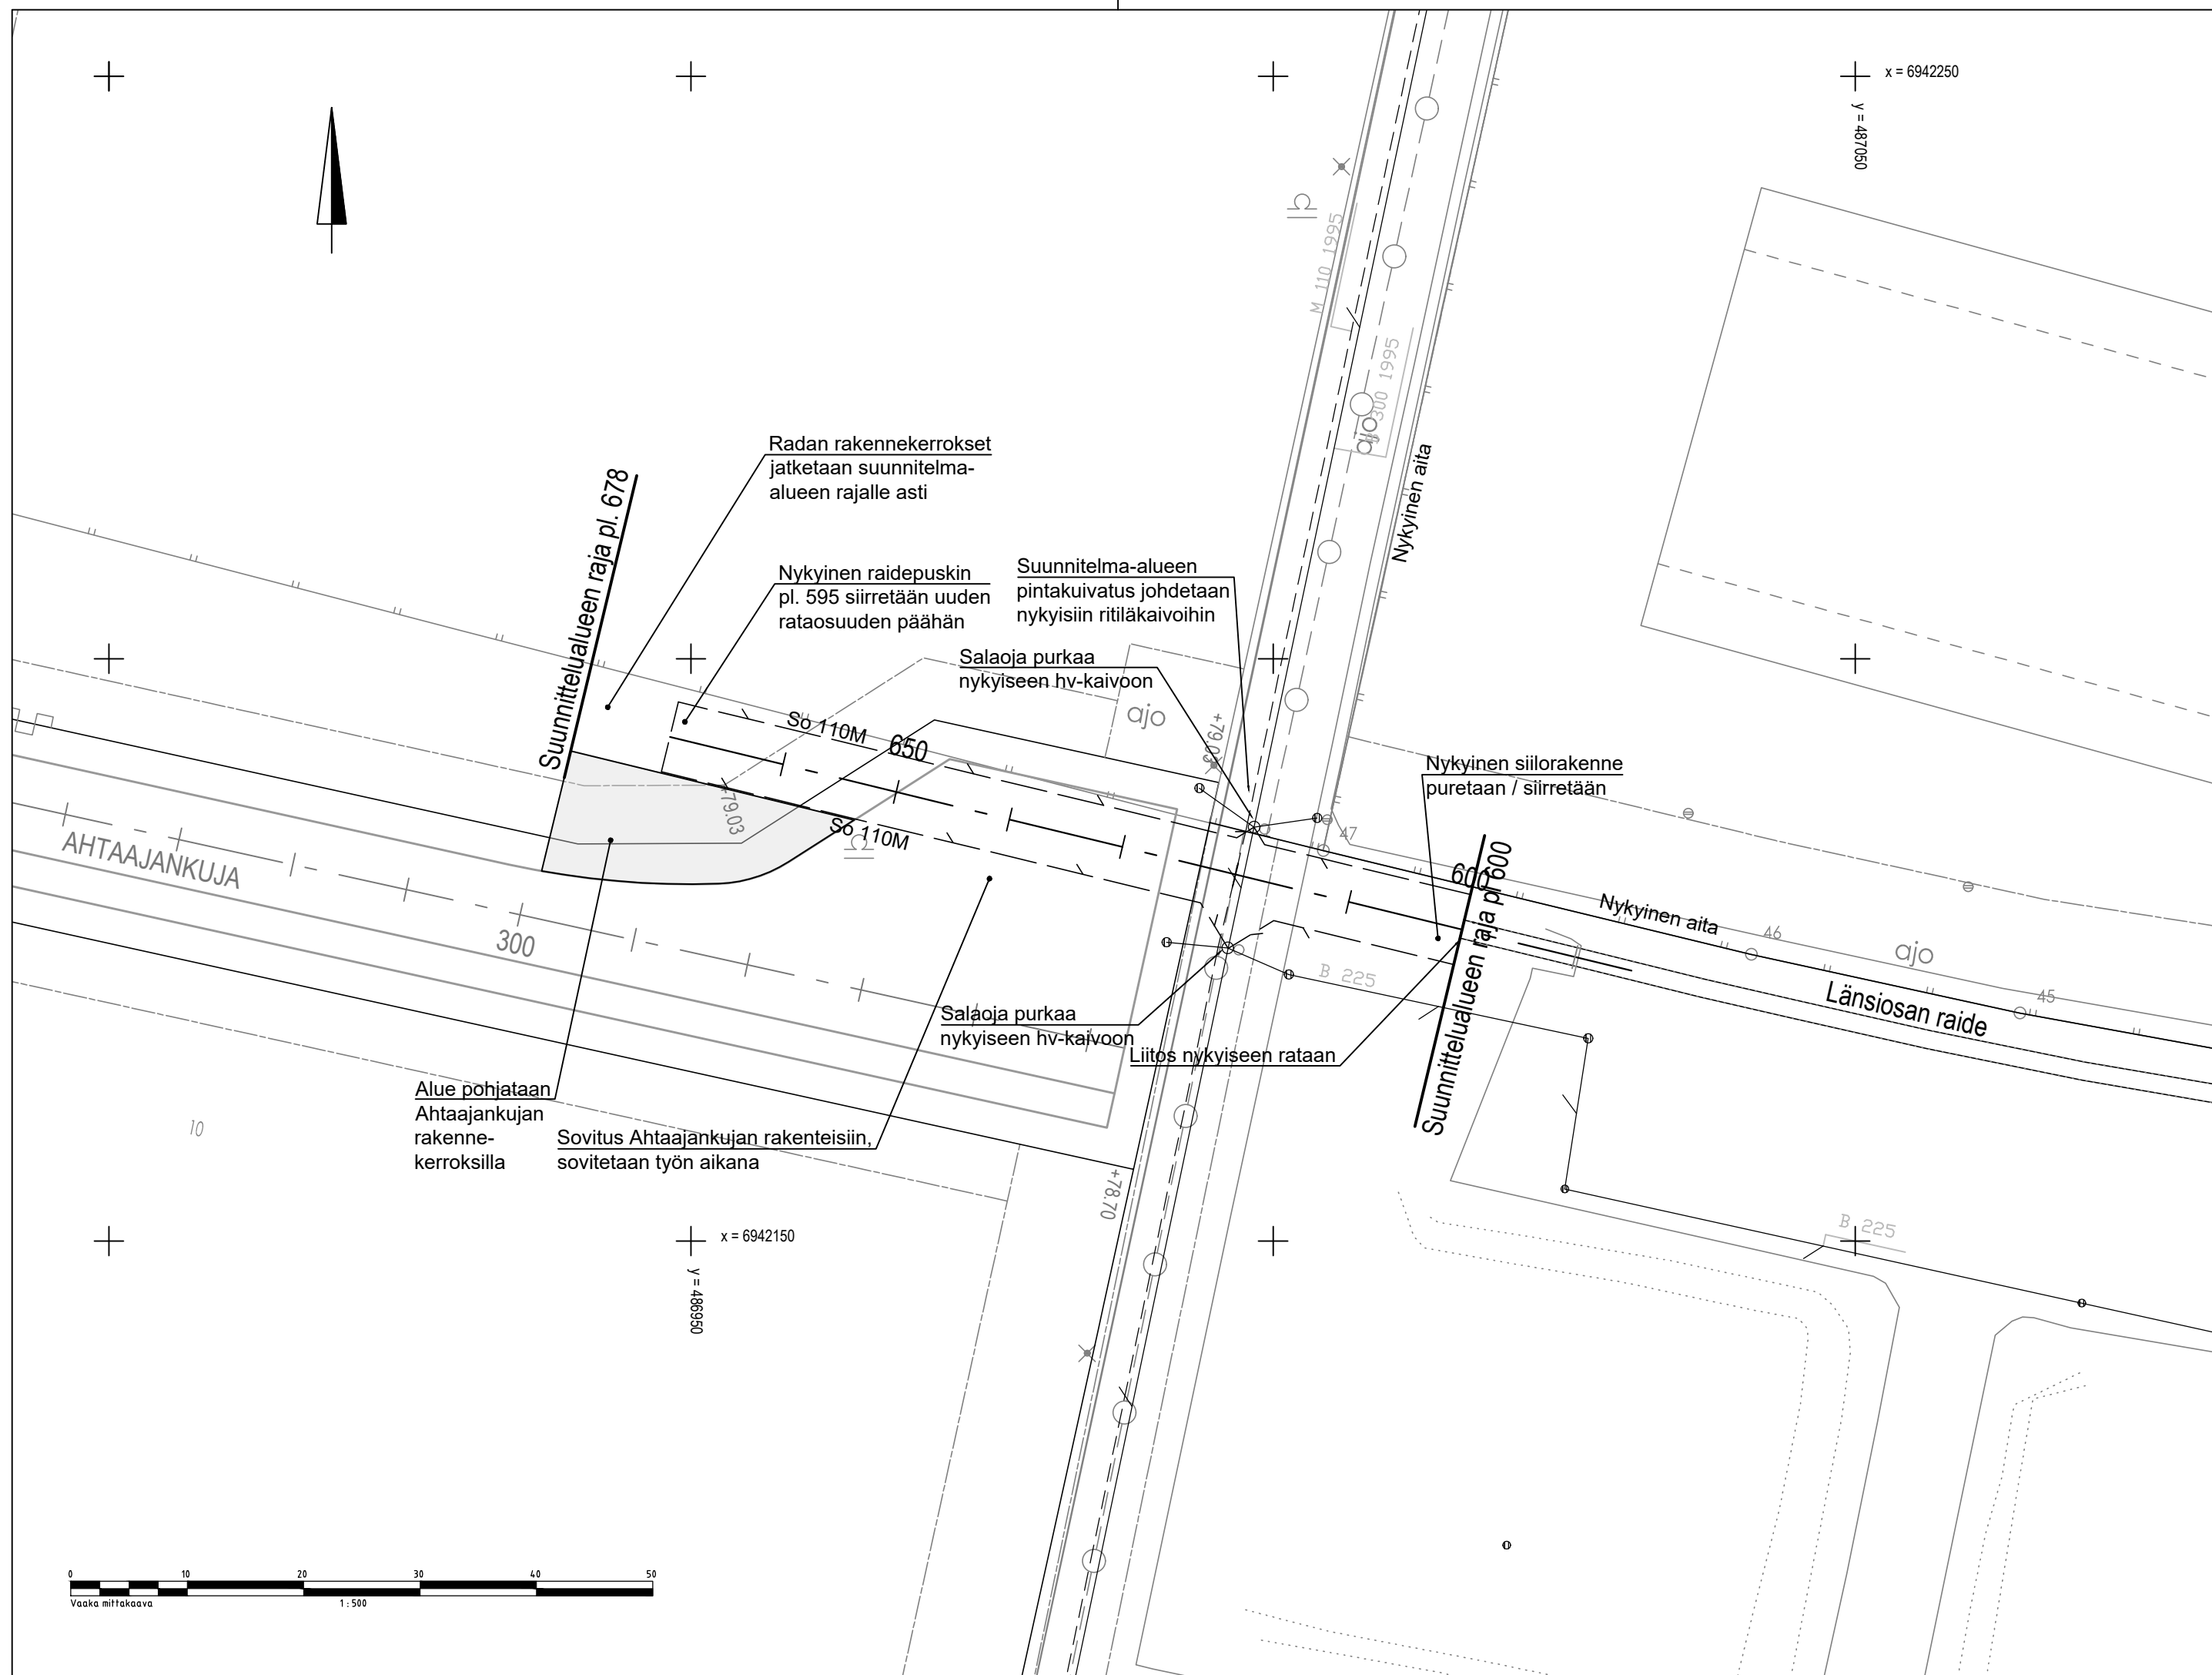 x = 6942250
y = 487050
M 110 1995
300 1995
ajo
Nykyinen aita
Radan rakennekerrokset
jatketaan suunnitelma-
alueen rajalle asti
Suunnittelualueen raja pl. 678
Nykyinen raidepuskin
pl. 595 siirretään uuden
rataosuuden päähän
Suunnitelma-alueen
pintakuivatus johdetaan
nykyisiin ritiläkaivoihin
Salaoja purkaa
nykyiseen hv-kaivoon
So 110M
650
ajo
+79.03
+79.03
So 110M
Nykyinen siilorakenne
puretaan / siirretään
47
600
Suunnittelualueen raja pl 600
Nykyinen aita
46
ajo
45
Länsiosan raide
AHTAAJANKUJA
300
B 225
Salaoja purkaa
nykyiseen hv-kaivoon
Liitos nykyiseen rataan
Alue pohjataan
Ahtaajankujan
rakenne-
kerroksilla
Sovitus Ahtaajankujan rakenteisiin,
sovitetaan työn aikana
10
+78.70
B 225
x = 6942150
y = 486950
0 10 20 30 40 50
Vaaka mittakaava 1:500